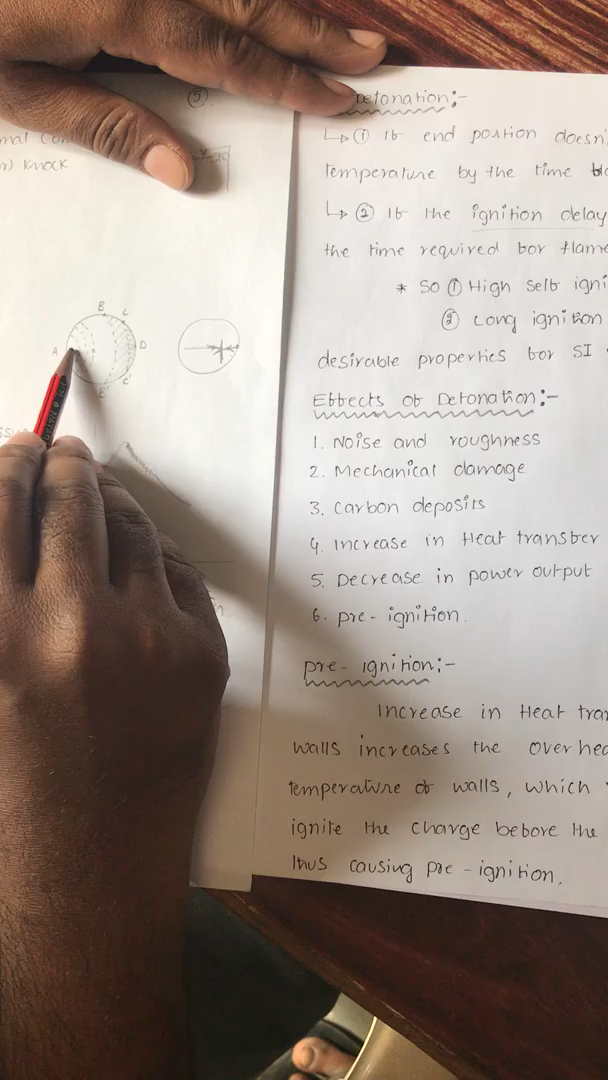 5
KNOCK
B
C
A
D
B'
C'
Detonation:-
↳ ① If end portion doesn
temperature by the time
↳ ② If the ignition delay
the time required for flame
* So ① High self igni
② Long ignition
desirable properties for SI
Effects of Detonation:-
1. Noise and roughness
2. Mechanical damage
3. Carbon deposits
4. Increase in Heat transfer
5. Decrease in power output
6. pre-ignition.
pre-ignition:-
Increase in Heat tran
walls increases the overhea
temperature of walls, which
ignite the charge before the
thus causing pre-ignition.